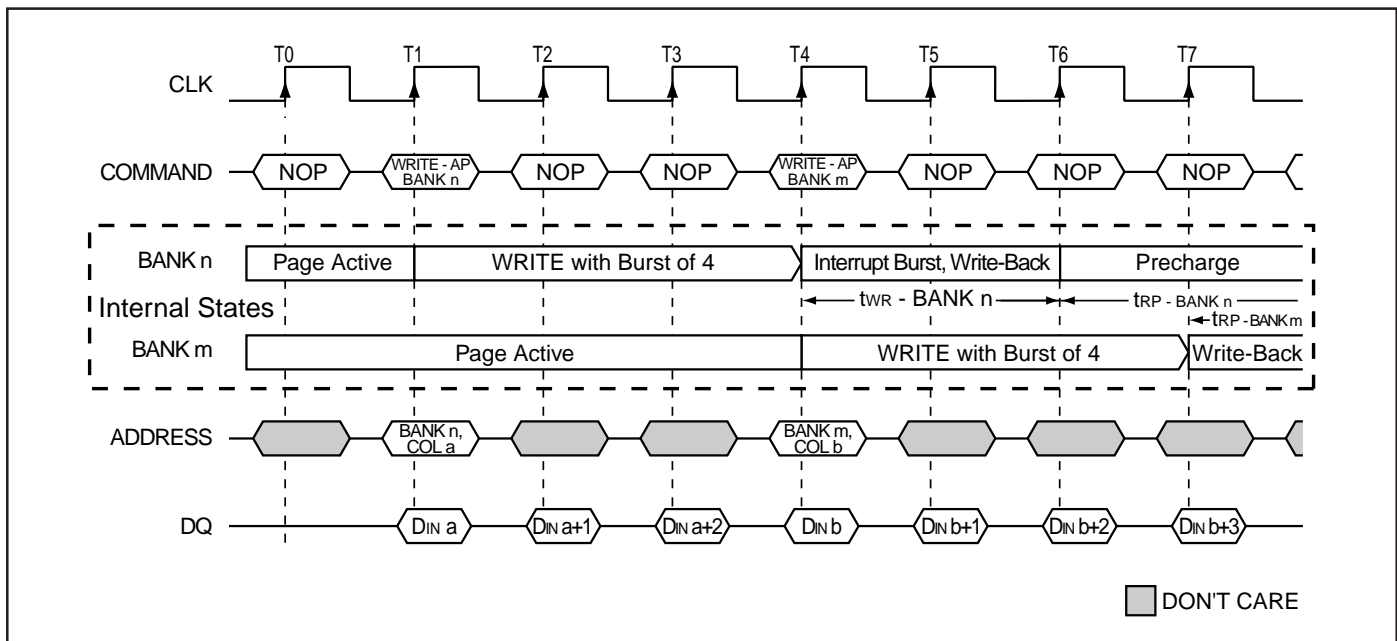 T0 T1 T2 T3 T4 T5 T6 T7
CLK
COMMAND NOP WRITE - AP BANK n NOP NOP WRITE - AP BANK m NOP NOP NOP
BANK n Page Active WRITE with Burst of 4 Interrupt Burst, Write-Back Precharge
tWR - BANK n tRP - BANK n
Internal States
tRP - BANK m
BANK m Page Active WRITE with Burst of 4 Write-Back
ADDRESS BANK n, COL a BANK m, COL b
DQ DIN a DIN a+1 DIN a+2 DIN b DIN b+1 DIN b+2 DIN b+3
DON'T CARE